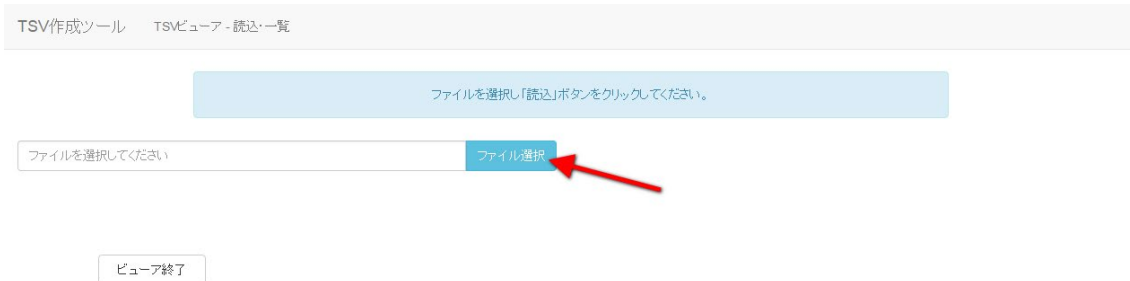 TSV作成ツール TSVビューア - 読込・一覧
ファイルを選択し「読込」ボタンをクリックしてください。
ファイルを選択してください ファイル選択
ビューア終了